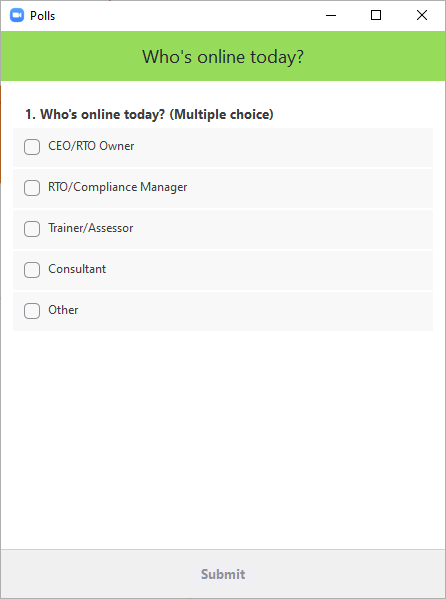 Polls
Who's online today?
1. Who's online today? (Multiple choice)
CEO/RTO Owner
RTO/Compliance Manager
Trainer/Assessor
Consultant
Other
Submit